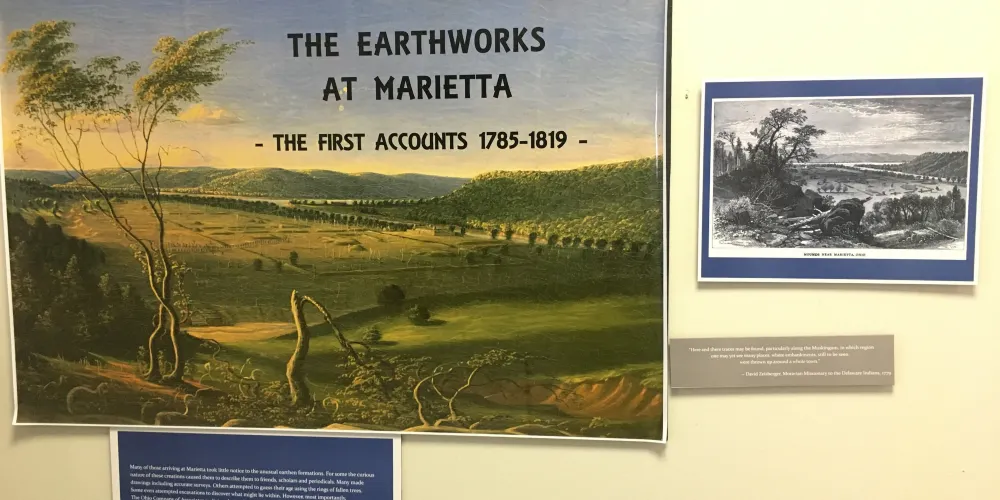 THE EARTHWORKS
AT MARIETTA
- THE FIRST ACCOUNTS 1785-1819 -
MOUNDS NEAR MARIETTA, OHIO
"Here and there traces may be found, particularly along the Muskingum, in which region
one may yet see many places, where embankments, still to be seen,
were thrown up around a whole town."
- David Zeisberger, Moravian Missionary to the Delaware Indians, 1779
Many of those arriving at Marietta took little notice to the unusual earthen formations. For some the curious
nature of these creations caused them to describe them to friends, scholars and periodicals. Many made
drawings including accurate surveys. Others attempted to guess their age using the rings of fallen trees.
Some even attempted excavations to discover what might lie within. However, most importantly,
The Ohio Company of